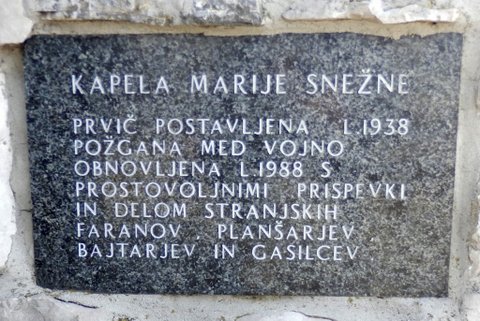 KAPELA MARIJE SNEŽNE
PRVIČ POSTAVLJENA L.1938
POŽGANA MED VOJNO
OBNOVLJENA L.1988 S
PROSTOVOLJNIMI PRISPEVKI
IN DELOM STRANJSKIH
FARANOV, PLANŠARJEV
BAJTARJEV IN GASILCEV